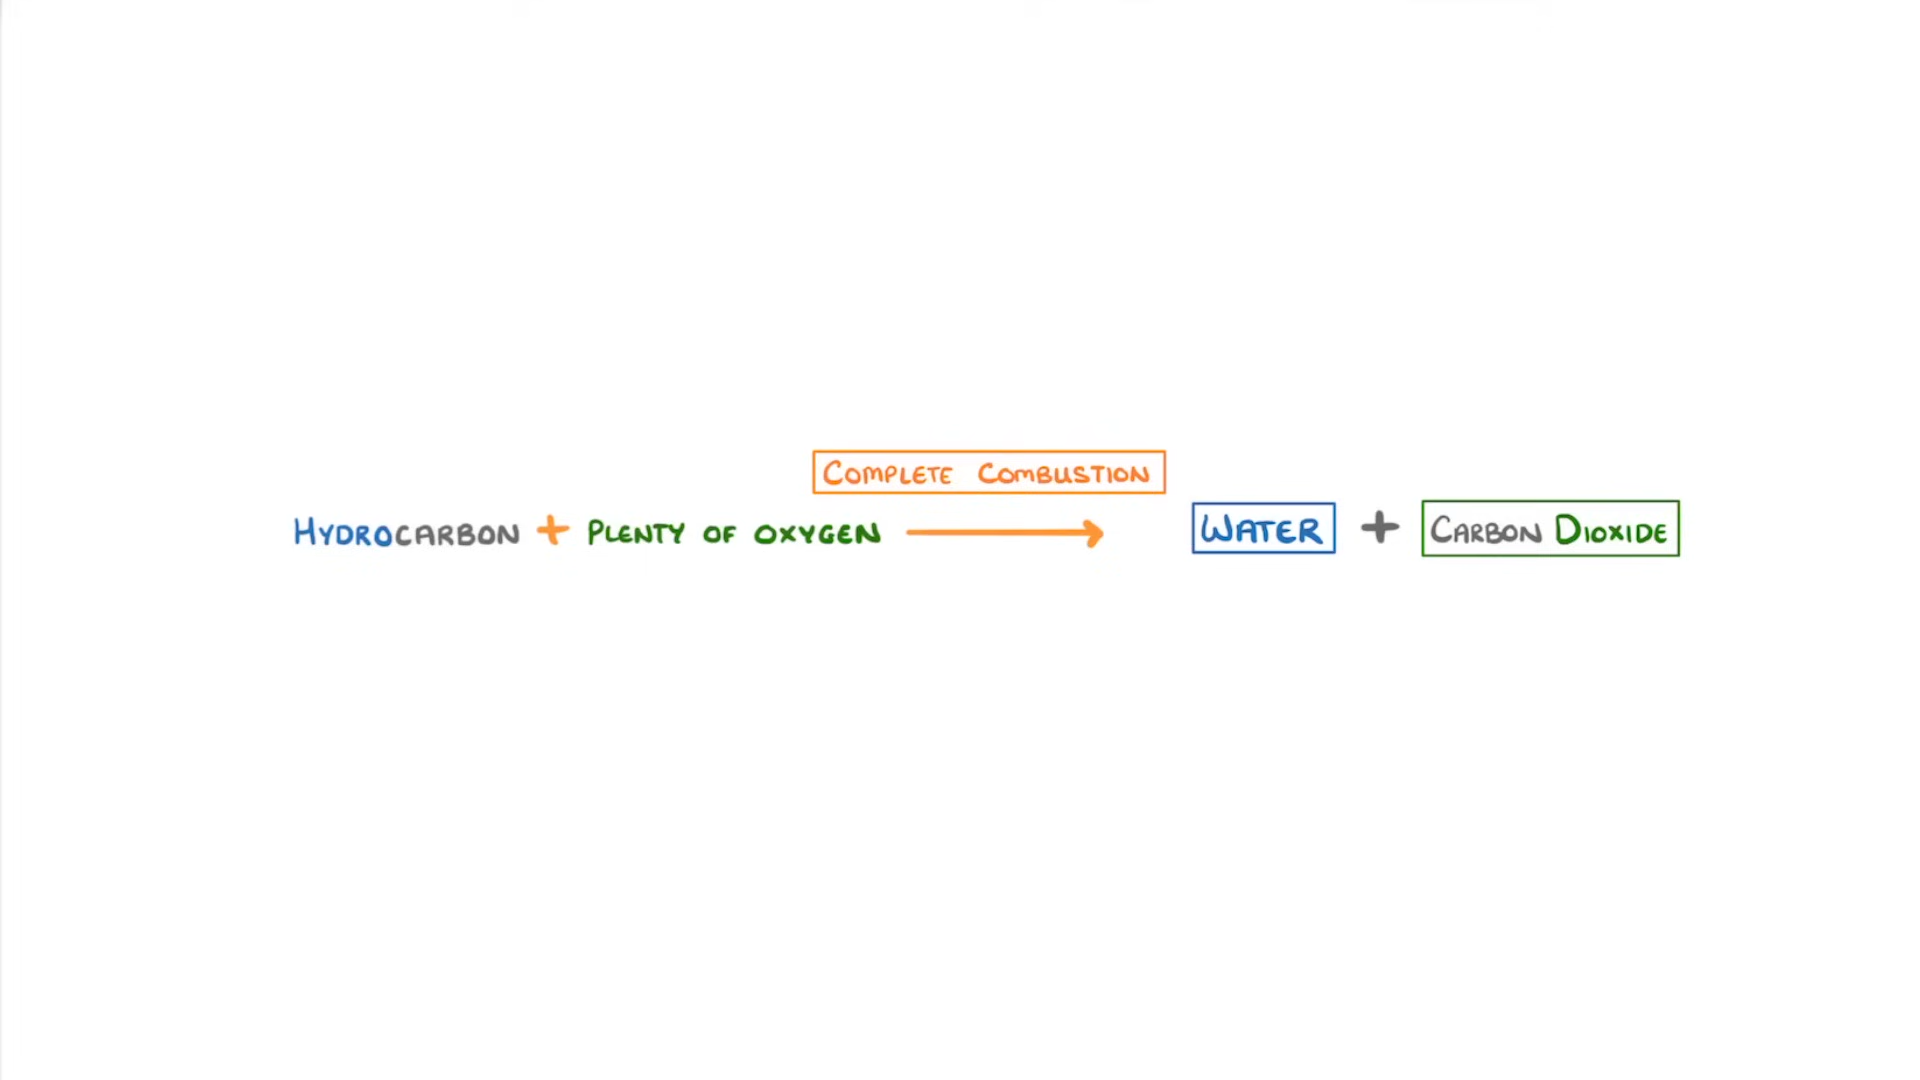 COMPLETE COMBUSTION
HYDROCARBON + PLENTY OF OXYGEN → WATER + CARBON DIOXIDE